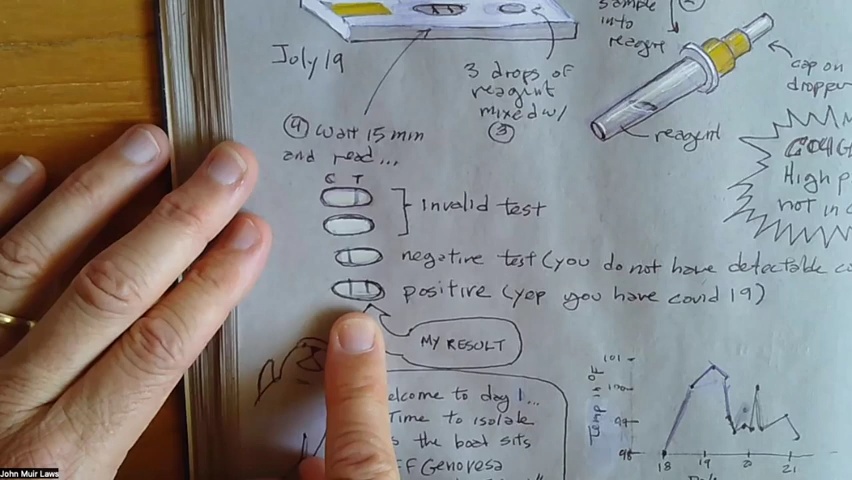 sample
into
reagent
July 19
3 drops of
reagent
mixed w/
③
cap on
reagent
④ Wait 15 min
and read...
C T
invalid test
negative test (you do not have detectable
positive (yep you have covid 19)
High
not in
MY RESULT
Welcome to day 1...
Time to isolate
the boat sits
Genovesa
Temp in °F
101
100
99
98
18 19 20 21
John Muir Laws